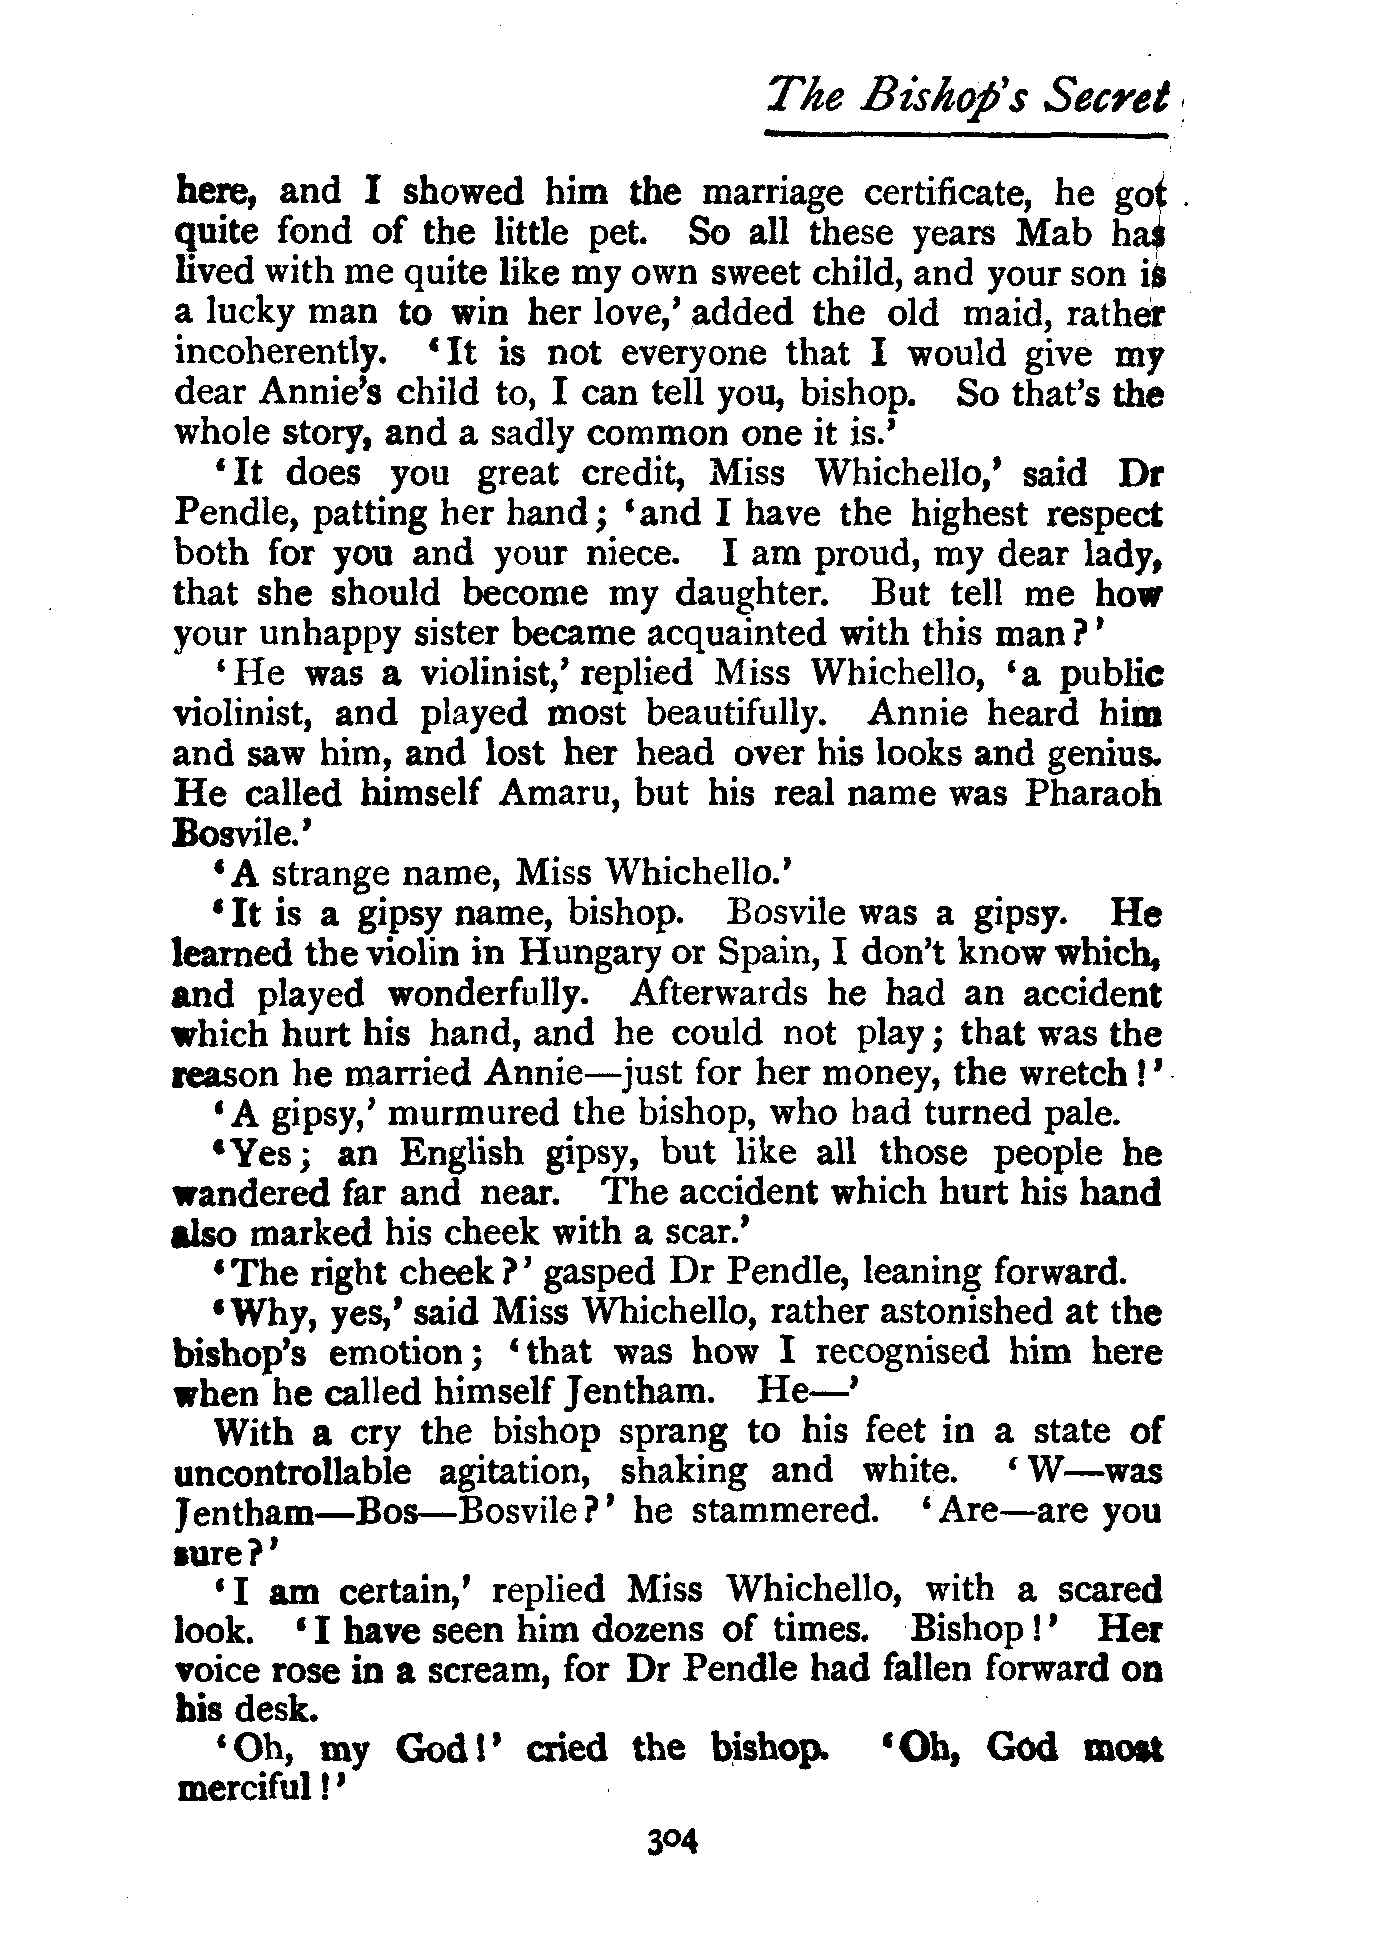 The Bishop's Secret
here, and I showed him the marriage certificate, he got
quite fond of the little pet. So all these years Mab has
lived with me quite like my own sweet child, and your son is
a lucky man to win her love,' added the old maid, rather
incoherently. 'It is not everyone that I would give my
dear Annie's child to, I can tell you, bishop. So that's the
whole story, and a sadly common one it is.'
'It does you great credit, Miss Whichello,' said Dr
Pendle, patting her hand; 'and I have the highest respect
both for you and your niece. I am proud, my dear lady,
that she should become my daughter. But tell me how
your unhappy sister became acquainted with this man?'
'He was a violinist,' replied Miss Whichello, 'a public
violinist, and played most beautifully. Annie heard him
and saw him, and lost her head over his looks and genius.
He called himself Amaru, but his real name was Pharaoh
Bosvile.'
'A strange name, Miss Whichello.'
'It is a gipsy name, bishop. Bosvile was a gipsy. He
learned the violin in Hungary or Spain, I don't know which,
and played wonderfully. Afterwards he had an accident
which hurt his hand, and he could not play; that was the
reason he married Annie—just for her money, the wretch!'
'A gipsy,' murmured the bishop, who had turned pale.
'Yes; an English gipsy, but like all those people he
wandered far and near. The accident which hurt his hand
also marked his cheek with a scar.'
'The right cheek?' gasped Dr Pendle, leaning forward.
'Why, yes,' said Miss Whichello, rather astonished at the
bishop's emotion; 'that was how I recognised him here
when he called himself Jentham. He—'
With a cry the bishop sprang to his feet in a state of
uncontrollable agitation, shaking and white. 'W—was
Jentham—Bos—Bosvile?' he stammered. 'Are—are you
sure?'
'I am certain,' replied Miss Whichello, with a scared
look. 'I have seen him dozens of times. Bishop!' Her
voice rose in a scream, for Dr Pendle had fallen forward on
his desk.
'Oh, my God!' cried the bishop. 'Oh, God most
merciful!'
304